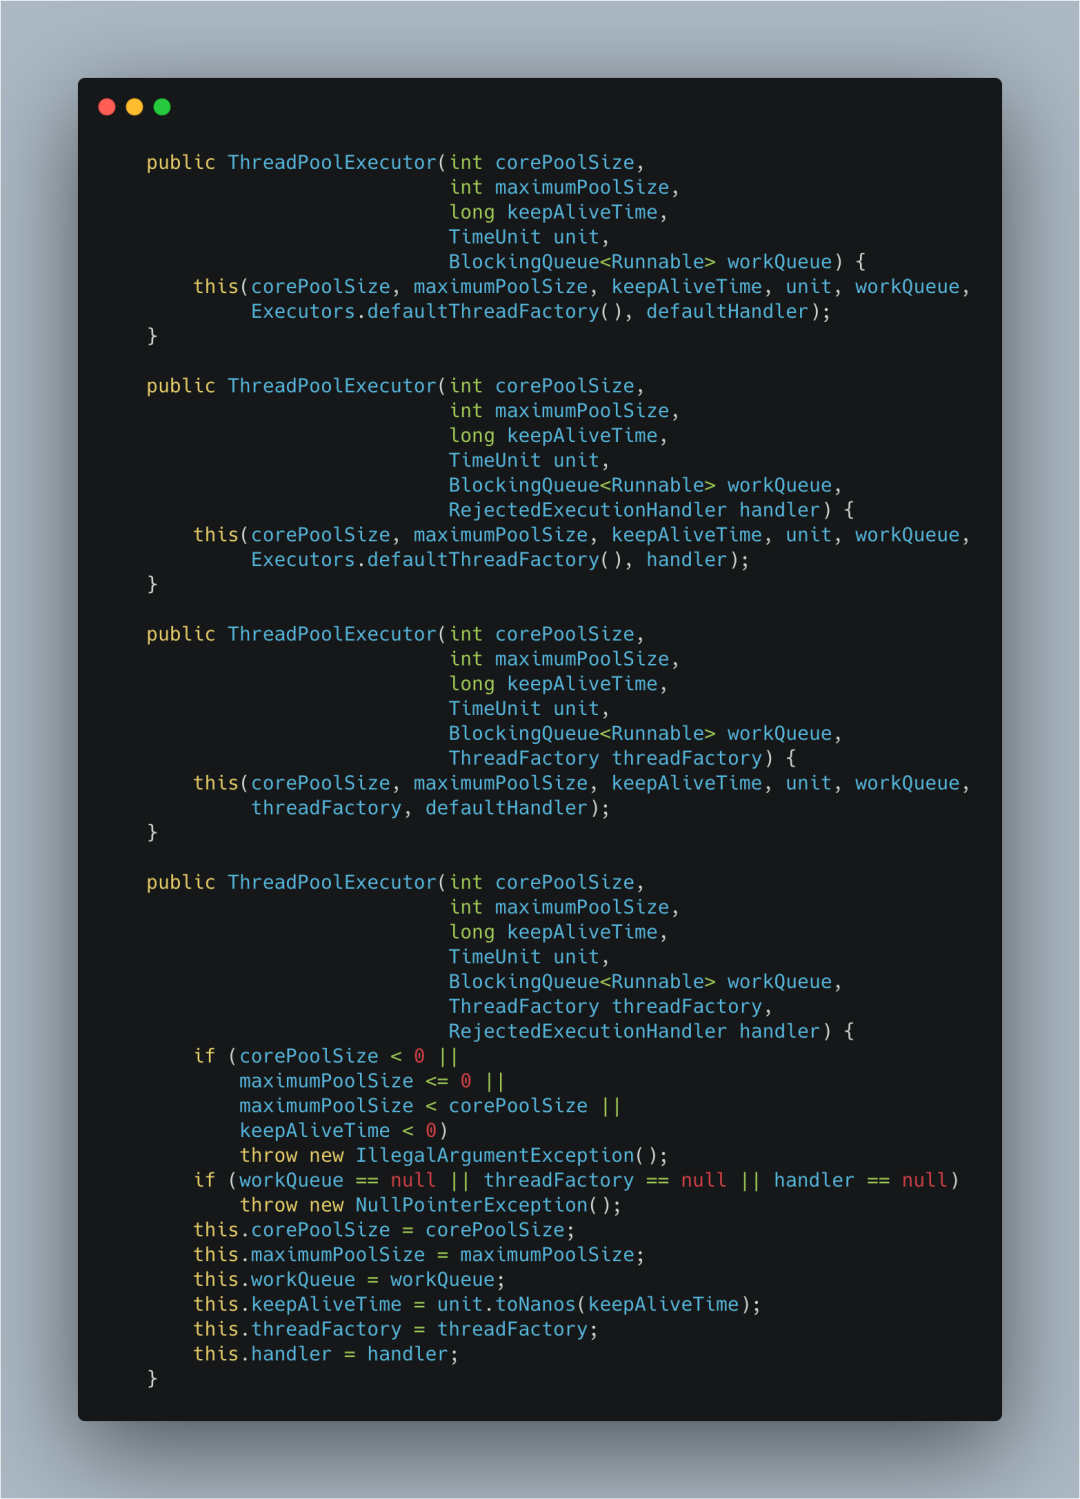 public ThreadPoolExecutor(int corePoolSize,
                          int maximumPoolSize,
                          long keepAliveTime,
                          TimeUnit unit,
                          BlockingQueue<Runnable> workQueue) {
    this(corePoolSize, maximumPoolSize, keepAliveTime, unit, workQueue,
         Executors.defaultThreadFactory(), defaultHandler);
}

public ThreadPoolExecutor(int corePoolSize,
                          int maximumPoolSize,
                          long keepAliveTime,
                          TimeUnit unit,
                          BlockingQueue<Runnable> workQueue,
                          RejectedExecutionHandler handler) {
    this(corePoolSize, maximumPoolSize, keepAliveTime, unit, workQueue,
         Executors.defaultThreadFactory(), handler);
}

public ThreadPoolExecutor(int corePoolSize,
                          int maximumPoolSize,
                          long keepAliveTime,
                          TimeUnit unit,
                          BlockingQueue<Runnable> workQueue,
                          ThreadFactory threadFactory) {
    this(corePoolSize, maximumPoolSize, keepAliveTime, unit, workQueue,
         threadFactory, defaultHandler);
}

public ThreadPoolExecutor(int corePoolSize,
                          int maximumPoolSize,
                          long keepAliveTime,
                          TimeUnit unit,
                          BlockingQueue<Runnable> workQueue,
                          ThreadFactory threadFactory,
                          RejectedExecutionHandler handler) {
    if (corePoolSize < 0 ||
        maximumPoolSize <= 0 ||
        maximumPoolSize < corePoolSize ||
        keepAliveTime < 0)
        throw new IllegalArgumentException();
    if (workQueue == null || threadFactory == null || handler == null)
        throw new NullPointerException();
    this.corePoolSize = corePoolSize;
    this.maximumPoolSize = maximumPoolSize;
    this.workQueue = workQueue;
    this.keepAliveTime = unit.toNanos(keepAliveTime);
    this.threadFactory = threadFactory;
    this.handler = handler;
}